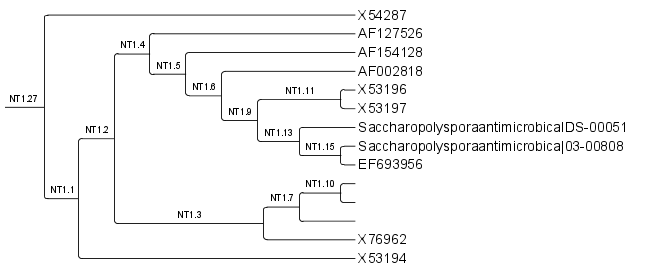 X54287
AF127526
NT1.4
AF154128
NT1.5
AF002818
NT1.6
X53196
NT1.11
NT1.27
X53197
NT1.9
Saccharopolysporaantimicrobica|DS-00051
NT1.2
NT1.13
Saccharopolysporaantimicrobica|03-00808
NT1.15
EF693956
NT1.10
NT1.1
NT1.7
NT1.3
X76962
X53194